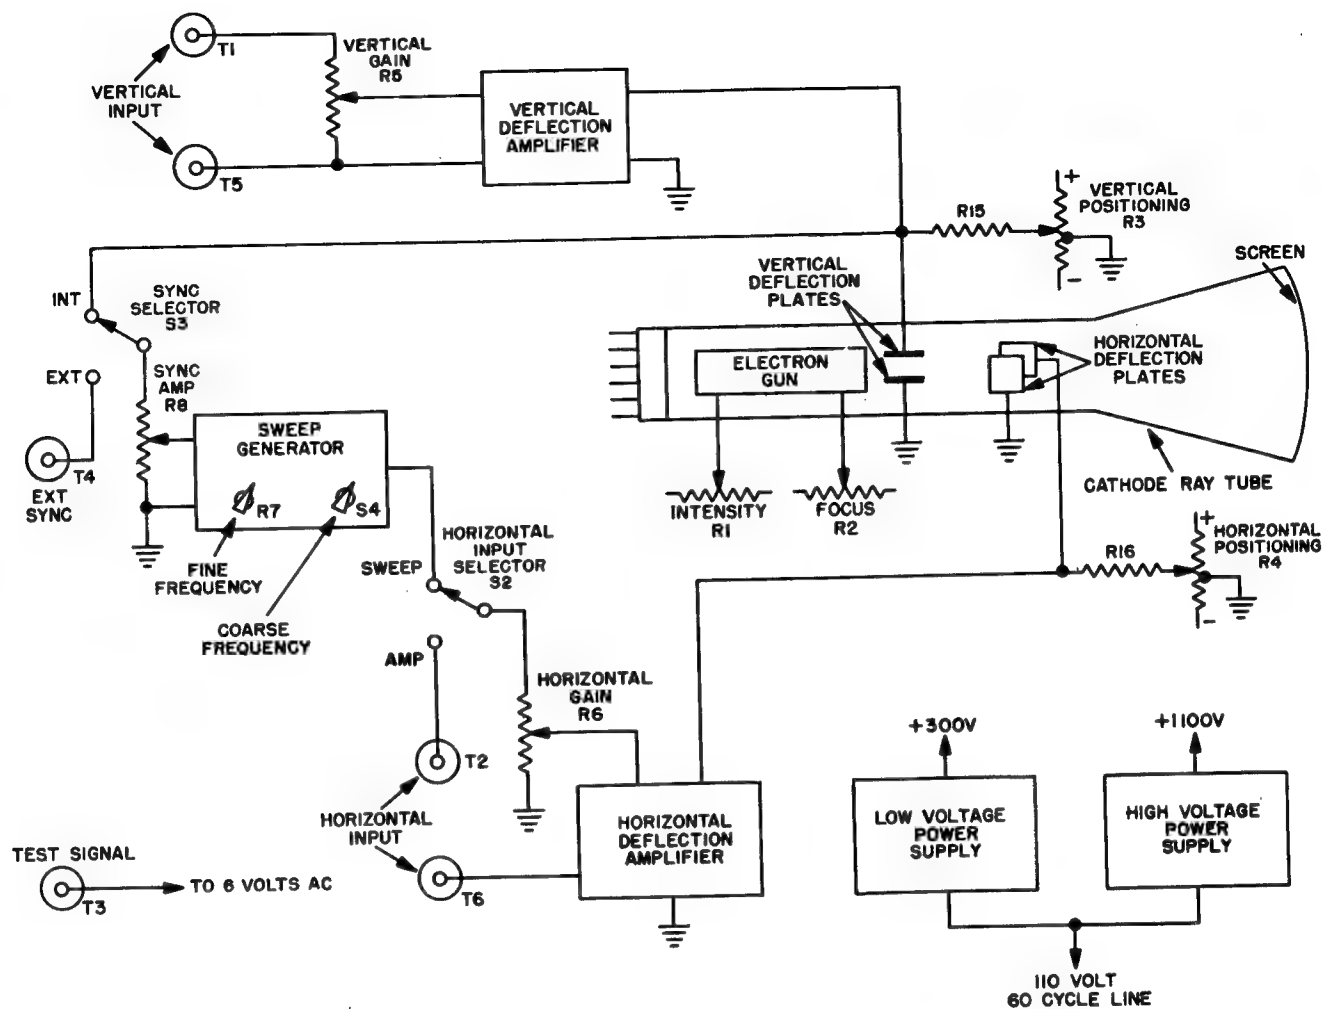 T1
VERTICAL
GAIN
R5
VERTICAL
INPUT
T5
VERTICAL
DEFLECTION
AMPLIFIER
R15
+
VERTICAL
POSITIONING
R3
-
SCREEN
INT
SYNC
SELECTOR
S3
VERTICAL
DEFLECTION
PLATES
ELECTRON
GUN
HORIZONTAL
DEFLECTION
PLATES
EXT
SYNC
AMP
R8
T4
EXT
SYNC
SWEEP
GENERATOR
R7
S4
FINE
FREQUENCY
COARSE
FREQUENCY
INTENSITY
R1
FOCUS
R2
CATHODE RAY TUBE
HORIZONTAL
INPUT
SELECTOR
S2
SWEEP
AMP
R16
+
HORIZONTAL
POSITIONING
R4
-
HORIZONTAL
GAIN
R6
T2
HORIZONTAL
INPUT
T6
HORIZONTAL
DEFLECTION
AMPLIFIER
+300V
LOW VOLTAGE
POWER
SUPPLY
+1100V
HIGH VOLTAGE
POWER
SUPPLY
TEST SIGNAL
T3
TO 6 VOLTS AC
110 VOLT
60 CYCLE LINE